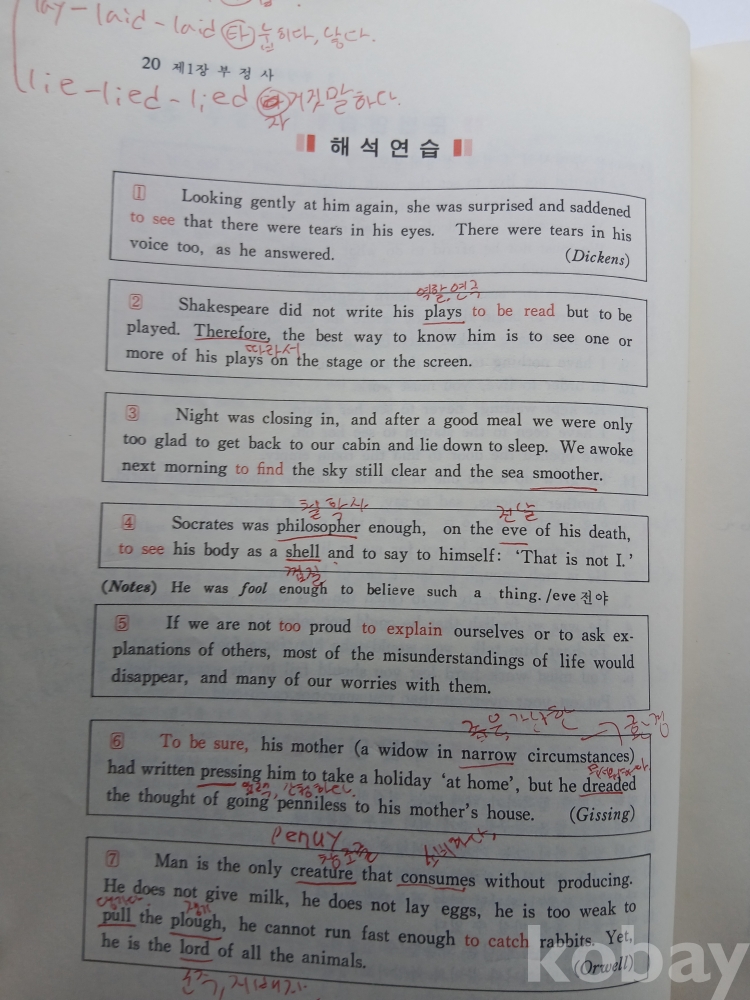 lay-laid-laid 타 눕히다, 낳다.
20 제1장 부 정 사
lie-lied-lied 자 거짓말하다.
해 석 연 습
1 Looking gently at him again, she was surprised and saddened
to see that there were tears in his eyes. There were tears in his
voice too, as he answered. (Dickens)
역할, 연극
2 Shakespeare did not write his plays to be read but to be
played. Therefore, the best way to know him is to see one or
따라서
more of his plays on the stage or the screen.
3 Night was closing in, and after a good meal we were only
too glad to get back to our cabin and lie down to sleep. We awoke
next morning to find the sky still clear and the sea smoother.
철학자 전날
4 Socrates was philosopher enough, on the eve of his death,
to see his body as a shell and to say to himself: 'That is not I.'
껍질
(Notes) He was fool enough to believe such a thing. /eve 전야
5 If we are not too proud to explain ourselves or to ask ex-
planations of others, most of the misunderstandings of life would
disappear, and many of our worries with them.
좁은, 가난한
6 To be sure, his mother (a widow in narrow circumstances)
had written pressing him to take a holiday 'at home', but he dreaded
the thought of going penniless to his mother's house. (Gissing)
penny
7 Man is the only creature that consumes without producing.
He does not give milk, he does not lay eggs, he is too weak to
pull the plough, he cannot run fast enough to catch rabbits. Yet,
he is the lord of all the animals. (Orwell)
kobay